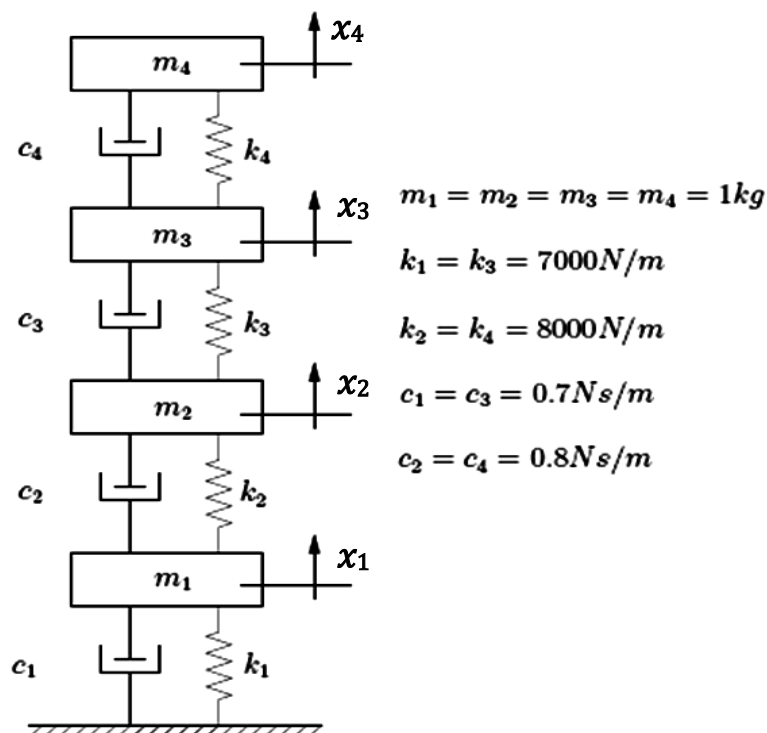 x₄
m₄
c₄
k₄
x₃
m₁ = m₂ = m₃ = m₄ = 1kg
m₃
k₁ = k₃ = 7000N/m
c₃
k₃
k₂ = k₄ = 8000N/m
x₂
c₁ = c₃ = 0.7Ns/m
m₂
c₂ = c₄ = 0.8Ns/m
c₂
k₂
x₁
m₁
c₁
k₁